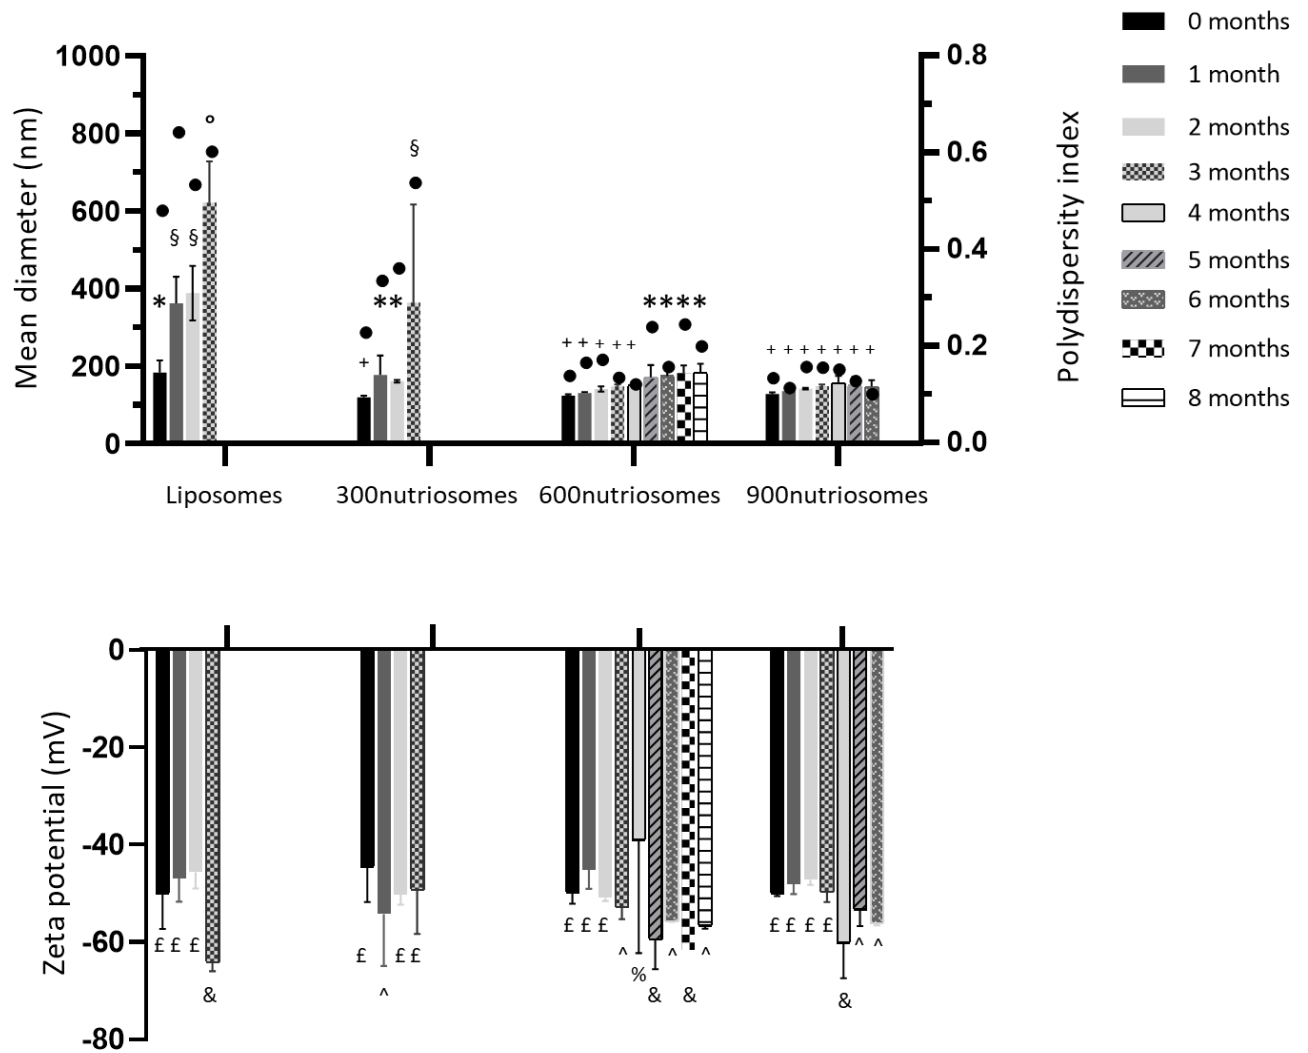 0 months
1 month
2 months
3 months
4 months
5 months
6 months
7 months
8 months
Mean diameter (nm)
1000
800
600
400
200
0
Polydispersity index
0.8
0.6
0.4
0.2
0.0
* § § °
+ ** §
+ + + + + ****
+ + + + + + +
Liposomes 300nutriosomes 600nutriosomes 900nutriosomes
Zeta potential (mV)
0
-20
-40
-60
-80
£ £ £ &
£ ^ £ £
£ £ £ ^ % & ^ & ^
£ £ £ £ & ^ ^